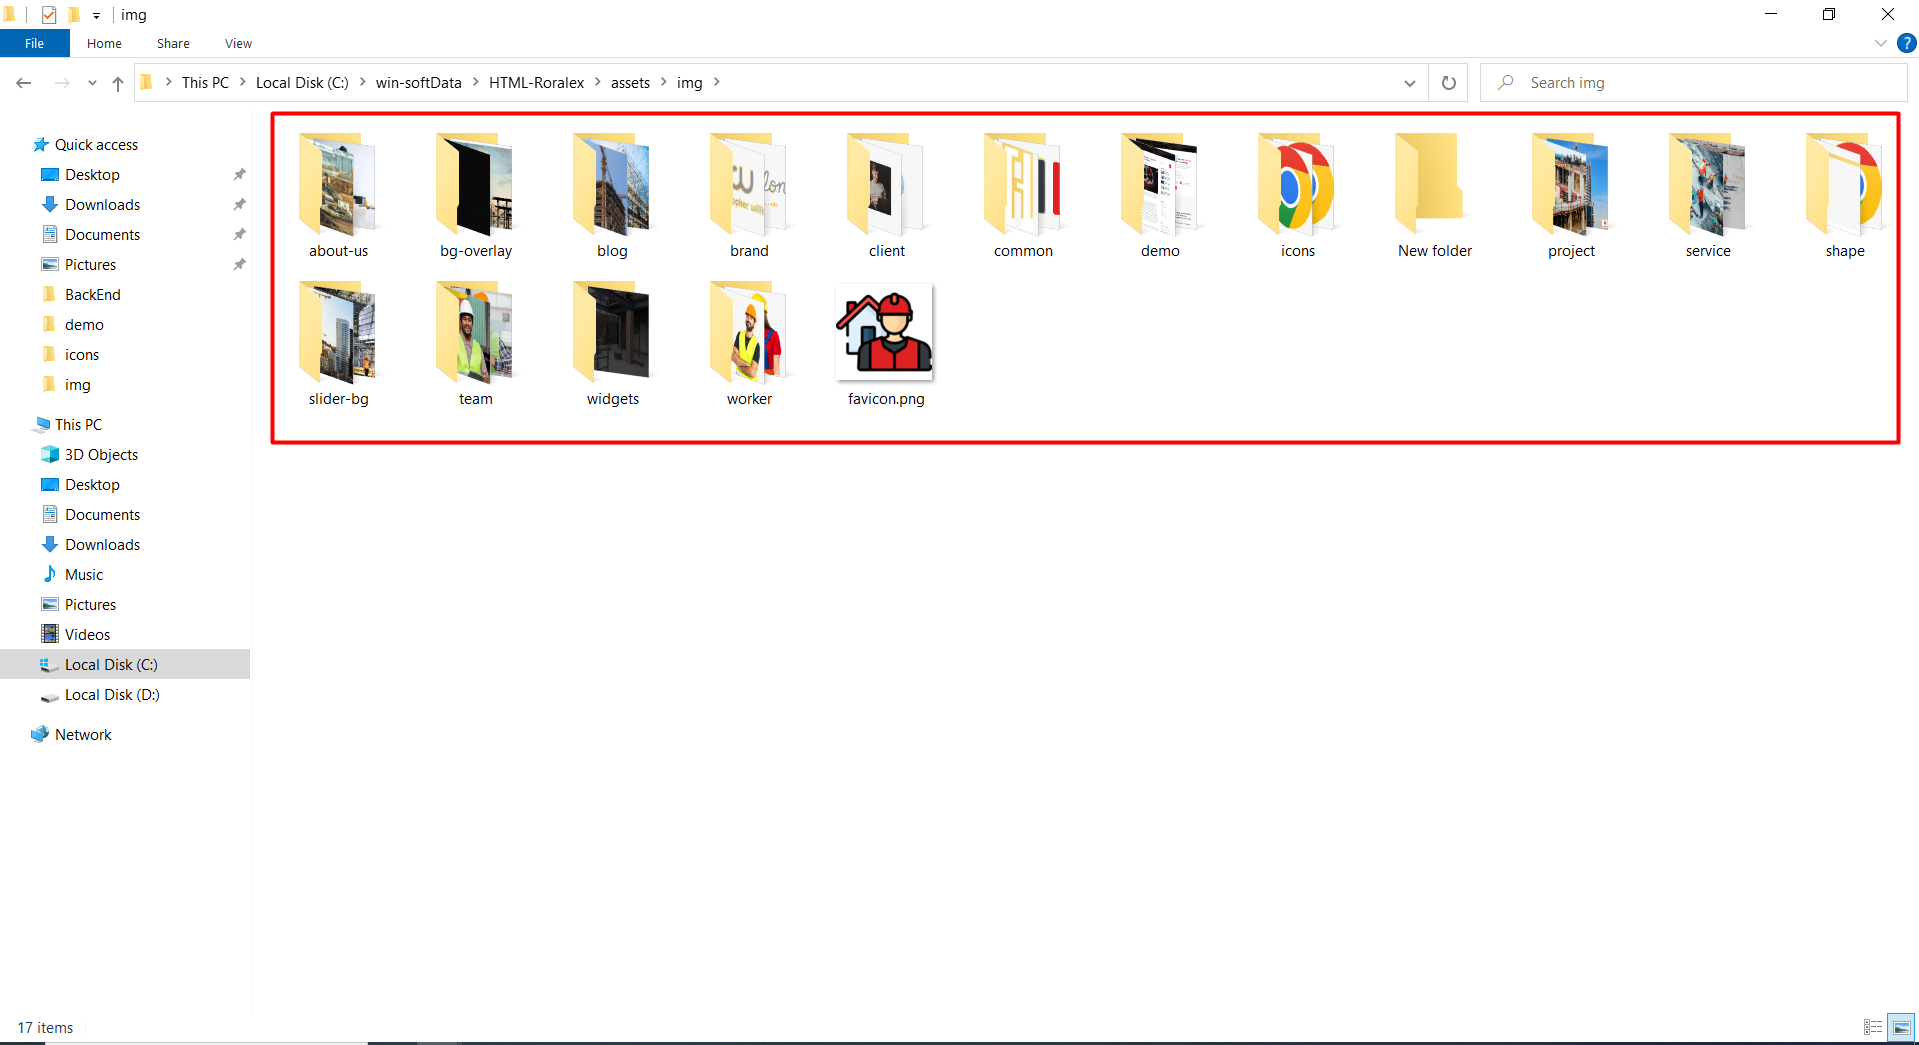 img
File Home Share View
This PC Local Disk (C:) win-softData HTML-Roralex assets img
Search img
Quick access
Desktop
Downloads
Documents
Pictures
BackEnd
demo
icons
img
This PC
3D Objects
Desktop
Documents
Downloads
Music
Pictures
Videos
Local Disk (C:)
Local Disk (D:)
Network
about-us bg-overlay blog brand client common demo icons New folder project service shape
slider-bg team widgets worker favicon.png
17 items